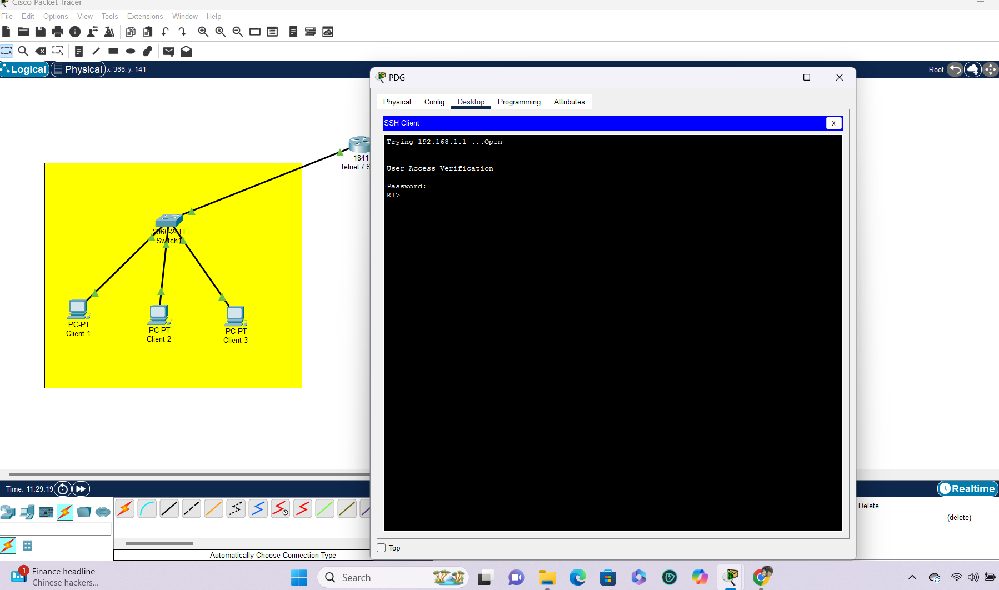 Cisco Packet Tracer
File Edit Options View Tools Extensions Window Help
Logical Physical x: 366, y: 141
Root
PDG
Physical Config Desktop Programming Attributes
SSH Client
X
Trying 192.168.1.1 ...Open
User Access Verification
Password:
R1>
1841
Telnet / S
2960-24TT
Switch1
PC-PT
Client 1
PC-PT
Client 2
PC-PT
Client 3
Top
Time: 11:29:19
Realtime
Delete
(delete)
Automatically Choose Connection Type
1
Finance headline
Chinese hackers...
Search